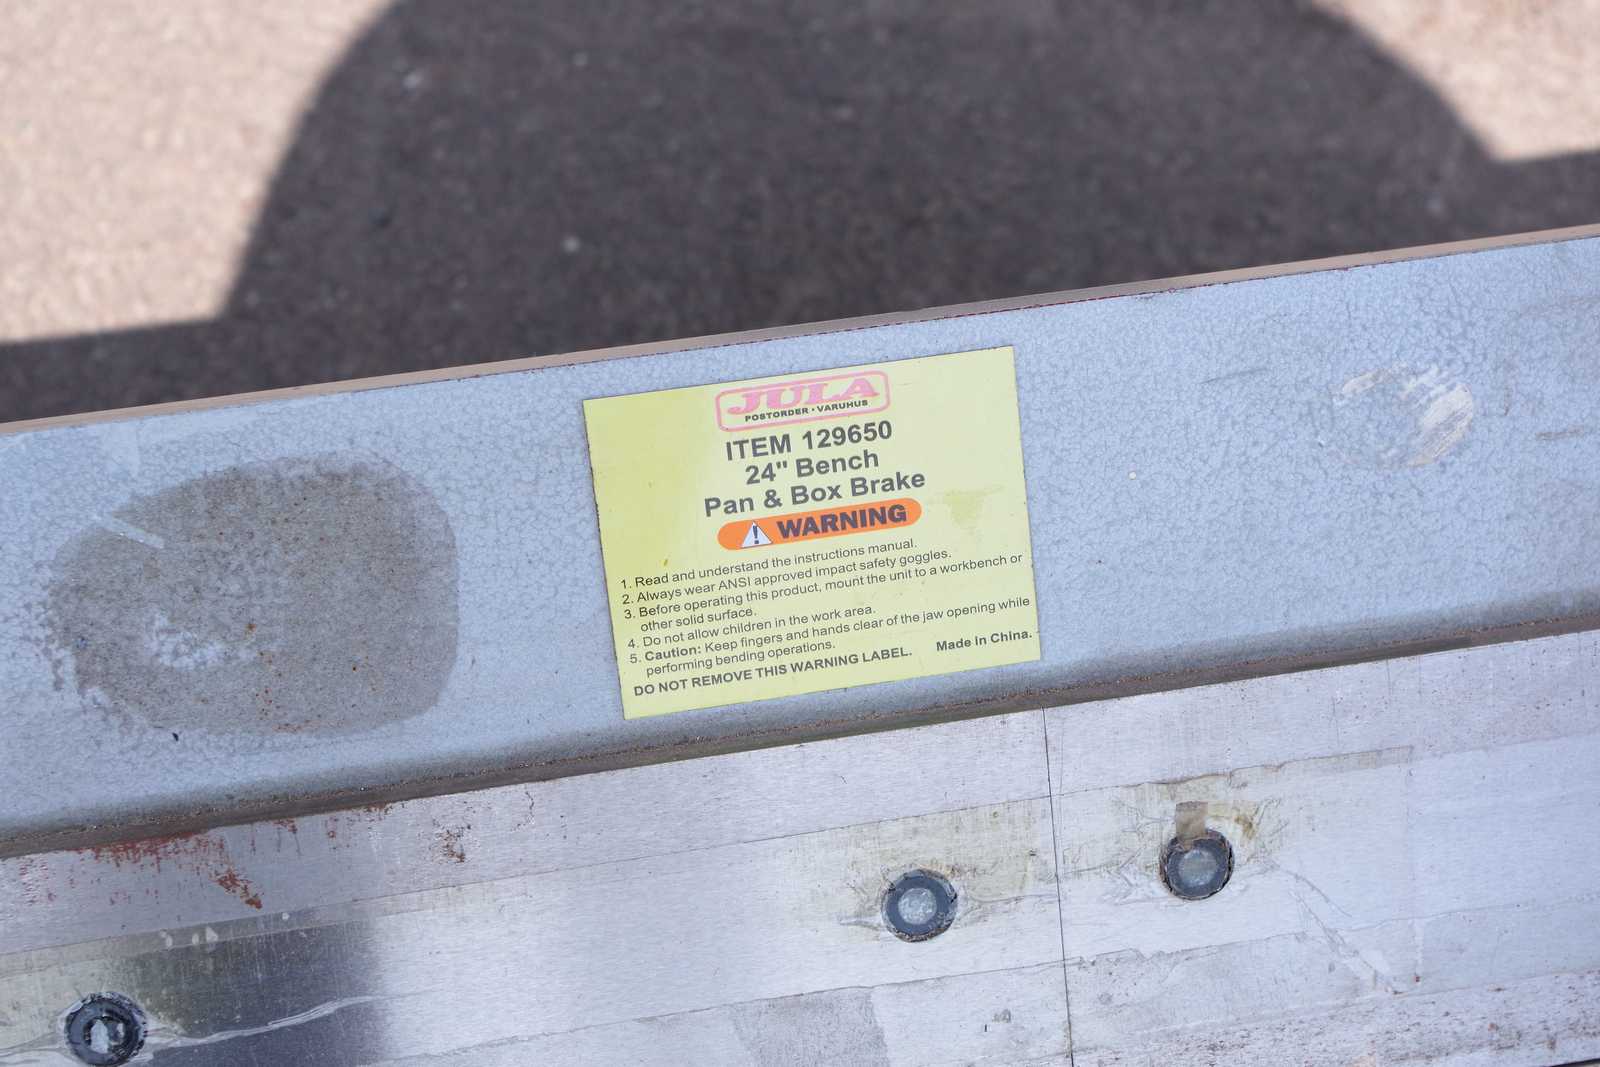 JULA
POSTORDER • VARUHUS
ITEM 129650
24" Bench
Pan & Box Brake
WARNING
1. Read and understand the instructions manual.
2. Always wear ANSI approved impact safety goggles.
3. Before operating this product, mount the unit to a workbench or
other solid surface.
4. Do not allow children in the work area.
5. Caution: Keep fingers and hands clear of the jaw opening while
performing bending operations.
DO NOT REMOVE THIS WARNING LABEL. Made in China.